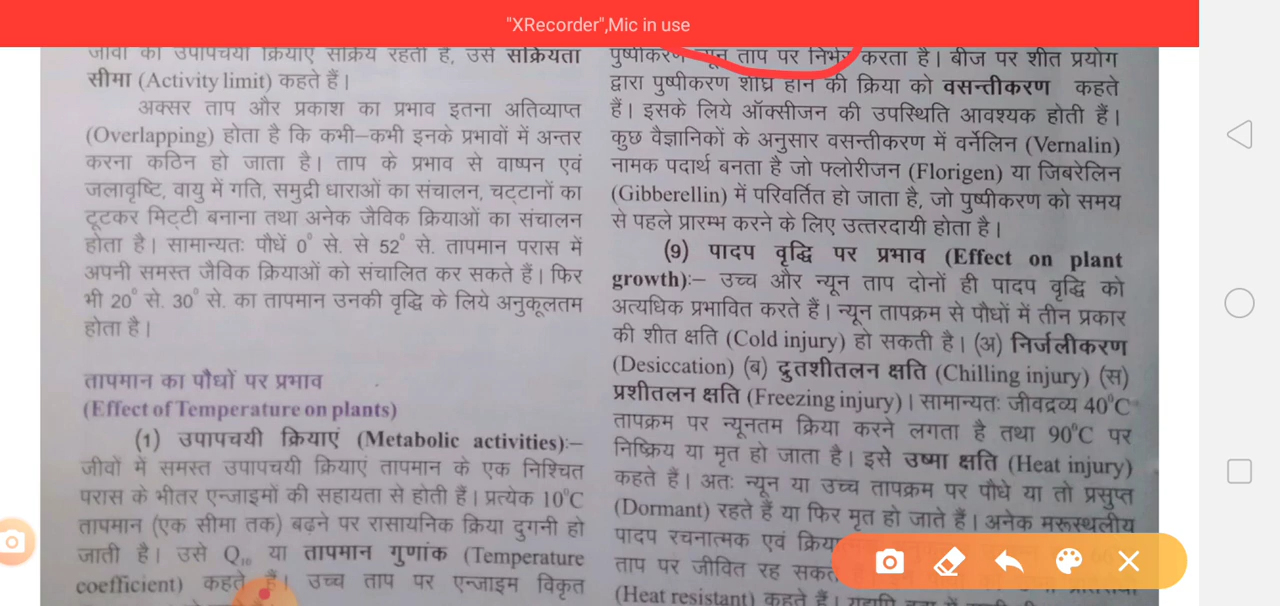 "XRecorder",Mic in use
जीवों की उपापचयी क्रियाएं सक्रिय रहती हैं, उसे सक्रियता
सीमा (Activity limit) कहते हैं।
अक्सर ताप और प्रकाश का प्रभाव इतना अतिव्याप्त
(Overlapping) होता है कि कभी–कभी इनके प्रभावों में अन्तर
करना कठिन हो जाता है। ताप के प्रभाव से वाष्पन एवं
जलावृष्टि, वायु में गति, समुद्री धाराओं का संचालन, चट्टानों का
टूटकर मिट्टी बनाना तथा अनेक जैविक क्रियाओं का संचालन
होता है। सामान्यतः पौधें 0° से. से 52° से. तापमान परास में
अपनी समस्त जैविक क्रियाओं को संचालित कर सकते हैं। फिर
भी 20° से. 30° से. का तापमान उनकी वृद्धि के लिये अनुकूलतम
होता है।
तापमान का पौधों पर प्रभाव
(Effect of Temperature on plants)
(1) उपापचयी क्रियाएं (Metabolic activities):–
जीवों में समस्त उपापचयी क्रियाएं तापमान के एक निश्चित
परास के भीतर एन्जाइमों की सहायता से होती हैं। प्रत्येक 10°C
तापमान (एक सीमा तक) बढ़ने पर रासायनिक क्रिया दुगनी हो
जाती है। उसे Q₁₀ या तापमान गुणांक (Temperature
coefficient) कहते हैं। उच्च ताप पर एन्जाइम विकृत
पुष्पीकरण न्यून ताप पर निर्भर करता है। बीज पर शीत प्रयोग
द्वारा पुष्पीकरण शीघ्र होने की क्रिया को वसन्तीकरण कहते
हैं। इसके लिये ऑक्सीजन की उपस्थिति आवश्यक होती हैं।
कुछ वैज्ञानिकों के अनुसार वसन्तीकरण में वर्नेलिन (Vernalin)
नामक पदार्थ बनता है जो फ्लोरीजन (Florigen) या जिबरेलिन
(Gibberellin) में परिवर्तित हो जाता है, जो पुष्पीकरण को समय
से पहले प्रारम्भ करने के लिए उत्तरदायी होता है।
(9) पादप वृद्धि पर प्रभाव (Effect on plant
growth):– उच्च और न्यून ताप दोनों ही पादप वृद्धि को
अत्यधिक प्रभावित करते हैं। न्यून तापक्रम से पौधों में तीन प्रकार
की शीत क्षति (Cold injury) हो सकती है। (अ) निर्जलीकरण
(Desiccation) (ब) द्रुतशीतलन क्षति (Chilling injury) (स)
प्रशीतलन क्षति (Freezing injury)। सामान्यतः जीवद्रव्य 40°C
तापक्रम पर न्यूनतम क्रिया करने लगता है तथा 90°C पर
निष्क्रिय या मृत हो जाता है। इसे उष्मा क्षति (Heat injury)
कहते हैं। अतः न्यून या उच्च तापक्रम पर पौधे या तो प्रसुप्त
(Dormant) रहते हैं या फिर मृत हो जाते हैं। अनेक मरूस्थलीय
पादप रचनात्मक एवं
ताप पर जीवित रह
(Heat resistant) कहते हैं।